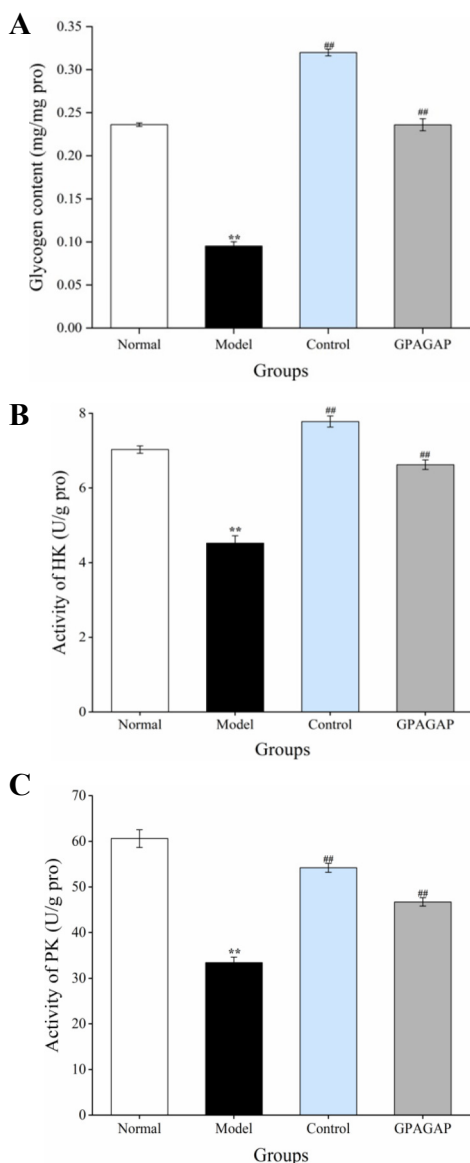 A
Glycogen content (mg/mg pro)
0.35
0.30
0.25
0.20
0.15
0.10
0.05
0.00
**
##
##
Normal Model Control GPAGAP
Groups
B
Activity of HK (U/g pro)
8
6
4
2
0
**
##
##
Normal Model Control GPAGAP
Groups
C
Activity of PK (U/g pro)
70
60
50
40
30
20
10
0
**
##
##
Normal Model Control GPAGAP
Groups